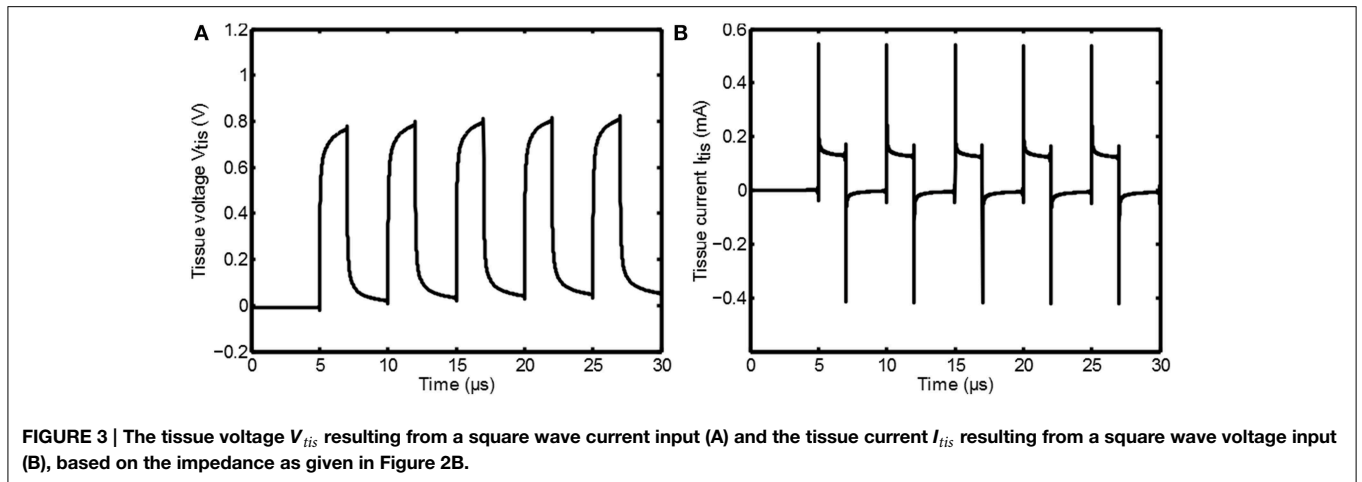 A
Tissue voltage Vtis (V)
1.2
1
0.8
0.6
0.4
0.2
0
−0.2
0 5 10 15 20 25 30
Time (µs)
B
Tissue current Itis (mA)
0.6
0.4
0.2
0
−0.2
−0.4
0 5 10 15 20 25 30
Time (µs)
FIGURE 3 | The tissue voltage Vtis resulting from a square wave current input (A) and the tissue current Itis resulting from a square wave voltage input
(B), based on the impedance as given in Figure 2B.